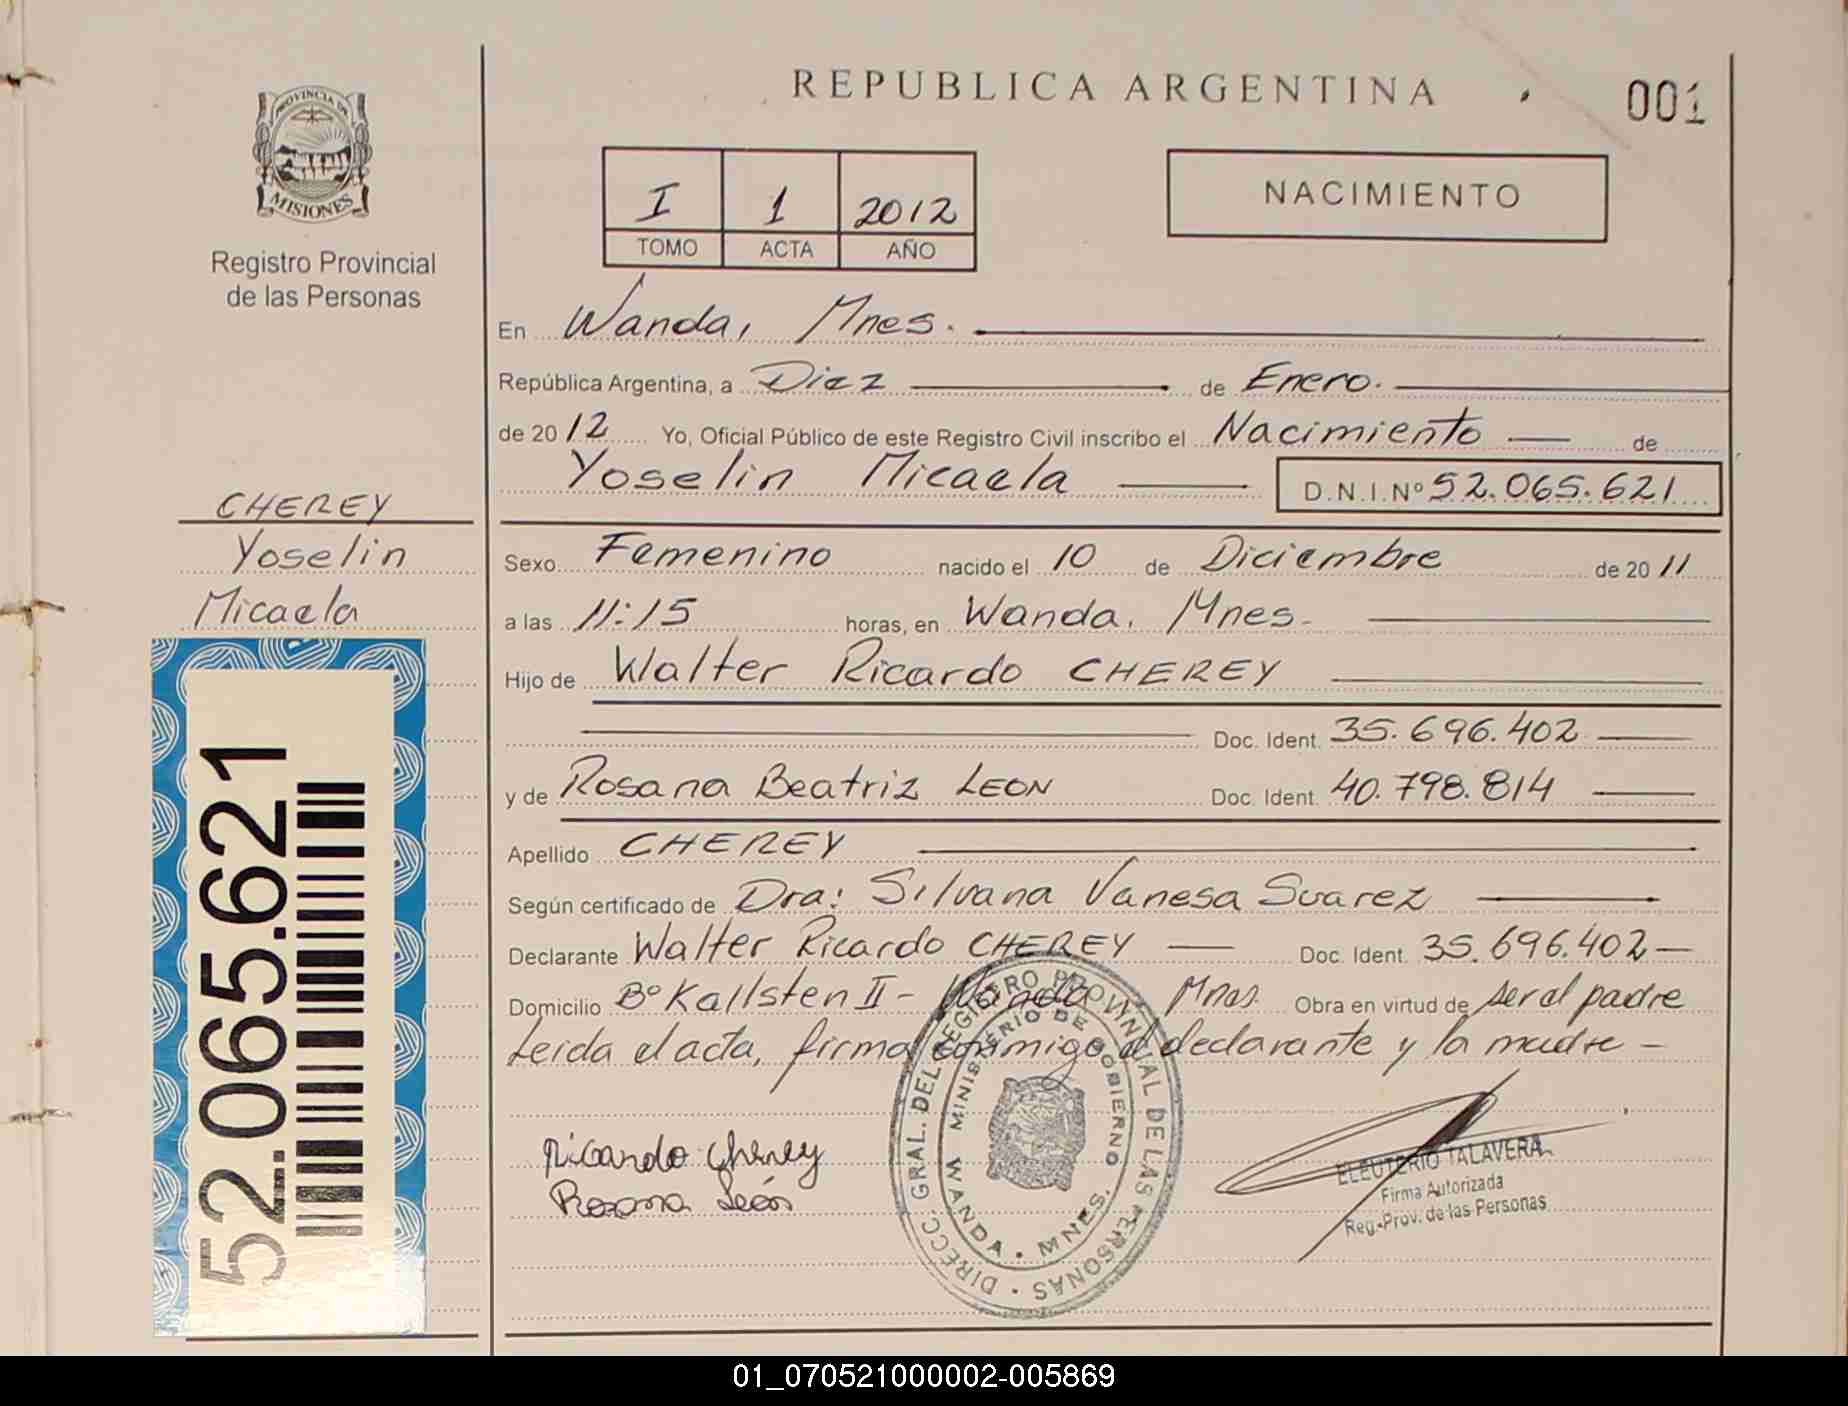 REPUBLICA ARGENTINA
001
PROVINCIA DE
MISIONES
Registro Provincial
de las Personas
I 1 2012
TOMO ACTA AÑO
NACIMIENTO
En Wanda, Mnes.
República Argentina, a Diez de Enero.
de 2012 Yo, Oficial Público de este Registro Civil inscribo el Nacimiento de
Yoselin Micaela D.N.I.Nº 52.065.621
CHEREY
Yoselin
Micaela
Sexo Femenino nacido el 10 de Diciembre de 2011
a las 11:15 horas, en Wanda. Mnes.
Hijo de Walter Ricardo CHEREY
Doc. Ident. 35.696.402
y de Rosana Beatriz LEON Doc. Ident. 40.798.814
Apellido CHEREY
Según certificado de Dra: Silvana Vanesa Suarez
Declarante Walter Ricardo CHEREY Doc. Ident. 35.696.402
Domicilio Bº Kallsten II - Wanda Mnes. Obra en virtud de ser el padre
Leida el acta, firma conmigo el declarante y la madre
52.065.621
Ricardo Cherey
Rosana León
DIRECC. GRAL. DEL REGISTRO PROVINCIAL DE LAS PERSONAS
MINISTERIO DE GOBIERNO
WANDA · MNES.
ELEUTERIO TALAVERA
Firma Autorizada
Reg-Prov. de las Personas
01_070521000002-005869